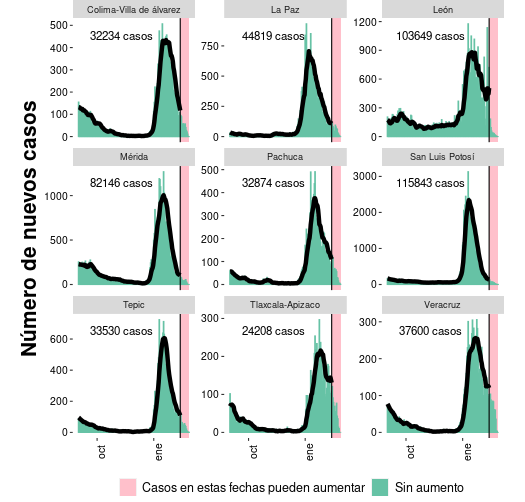 Colima-Villa de álvarez
La Paz
León
32234 casos
44819 casos
103649 casos
500
400
300
200
100
0
750
500
250
0
1200
900
600
300
0
Mérida
Pachuca
San Luis Potosí
82146 casos
32874 casos
115843 casos
1000
500
0
500
400
300
200
100
0
3000
2000
1000
0
Tepic
Tlaxcala-Apizaco
Veracruz
33530 casos
24208 casos
37600 casos
600
400
200
0
300
200
100
0
300
200
100
0
oct
ene
oct
ene
oct
ene
Número de nuevos casos
Casos en estas fechas pueden aumentar
Sin aumento